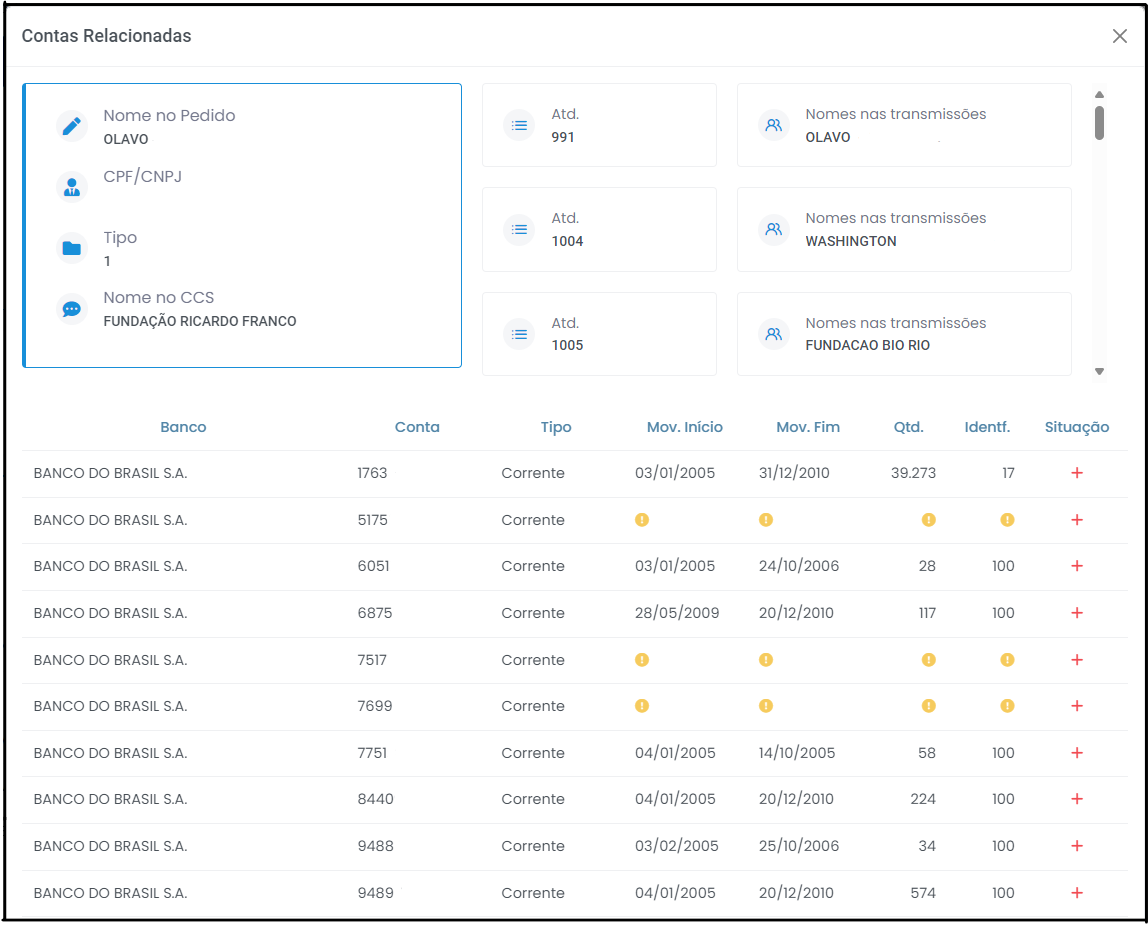 Contas Relacionadas
Nome no Pedido
OLAVO
CPF/CNPJ
Tipo
1
Nome no CCS
FUNDAÇÃO RICARDO FRANCO
Atd.
991
Nomes nas transmissões
OLAVO
Atd.
1004
Nomes nas transmissões
WASHINGTON
Atd.
1005
Nomes nas transmissões
FUNDACAO BIO RIO
Banco Conta Tipo Mov. Início Mov. Fim Qtd. Identf. Situação
BANCO DO BRASIL S.A. 1763 Corrente 03/01/2005 31/12/2010 39.273 17 +
BANCO DO BRASIL S.A. 5175 Corrente ! ! ! ! +
BANCO DO BRASIL S.A. 6051 Corrente 03/01/2005 24/10/2006 28 100 +
BANCO DO BRASIL S.A. 6875 Corrente 28/05/2009 20/12/2010 117 100 +
BANCO DO BRASIL S.A. 7517 Corrente ! ! ! ! +
BANCO DO BRASIL S.A. 7699 Corrente ! ! ! ! +
BANCO DO BRASIL S.A. 7751 Corrente 04/01/2005 14/10/2005 58 100 +
BANCO DO BRASIL S.A. 8440 Corrente 04/01/2005 20/12/2010 224 100 +
BANCO DO BRASIL S.A. 9488 Corrente 03/02/2005 25/10/2006 34 100 +
BANCO DO BRASIL S.A. 9489 Corrente 04/01/2005 20/12/2010 574 100 +